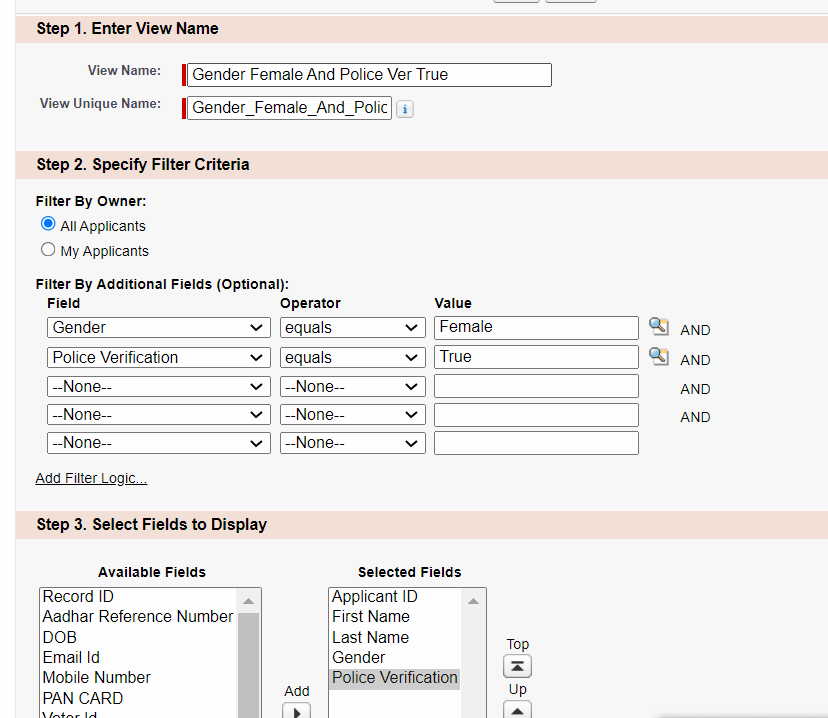 Step 1. Enter View Name
View Name: Gender Female And Police Ver True
View Unique Name: Gender_Female_And_Polic i
Step 2. Specify Filter Criteria
Filter By Owner:
All Applicants
My Applicants
Filter By Additional Fields (Optional):
Field Operator Value
Gender equals Female AND
Police Verification equals True AND
--None-- --None-- AND
--None-- --None-- AND
--None-- --None--
Add Filter Logic...
Step 3. Select Fields to Display
Available Fields
Record ID
Aadhar Reference Number
DOB
Email Id
Mobile Number
PAN CARD
Voter Id
Add
Selected Fields
Applicant ID
First Name
Last Name
Gender
Police Verification
Top
Up